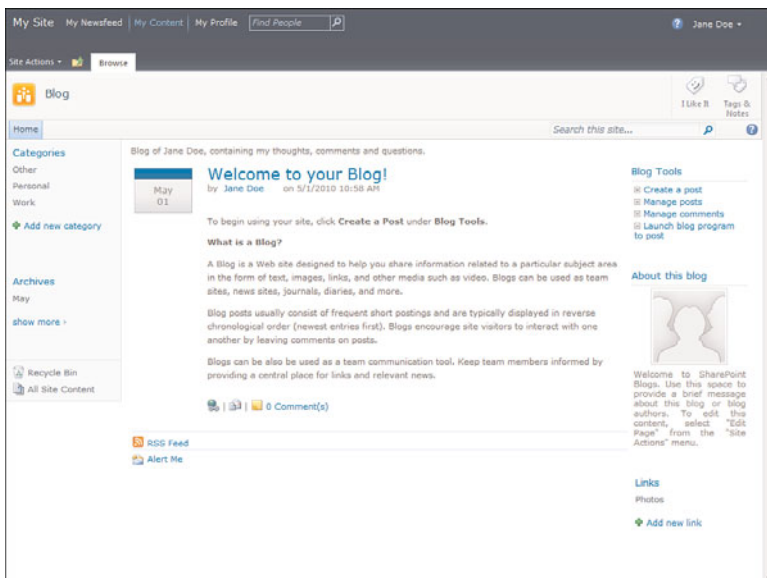 My Site My Newsfeed | My Content | My Profile Find People
Jane Doe
Site Actions Browse
Blog
I Like It Tags & Notes
Home
Search this site...
Categories
Other
Personal
Work
Add new category
Archives
May
show more ›
Recycle Bin
All Site Content
Blog of Jane Doe, containing my thoughts, comments and questions.
May
01
Welcome to your Blog!
by Jane Doe on 5/1/2010 10:58 AM
To begin using your site, click Create a Post under Blog Tools.
What is a Blog?
A Blog is a Web site designed to help you share information related to a particular subject area
in the form of text, images, links, and other media such as video. Blogs can be used as team
sites, news sites, journals, diaries, and more.
Blog posts usually consist of frequent short postings and are typically displayed in reverse
chronological order (newest entries first). Blogs encourage site visitors to interact with one
another by leaving comments on posts.
Blogs can be also be used as a team communication tool. Keep team members informed by
providing a central place for links and relevant news.
| | 0 Comment(s)
RSS Feed
Alert Me
Blog Tools
Create a post
Manage posts
Manage comments
Launch blog program
to post
About this blog
Welcome to SharePoint
Blogs. Use this space to
provide a brief message
about this blog or blog
authors. To edit this
content, select "Edit
Page" from the "Site
Actions" menu.
Links
Photos
Add new link